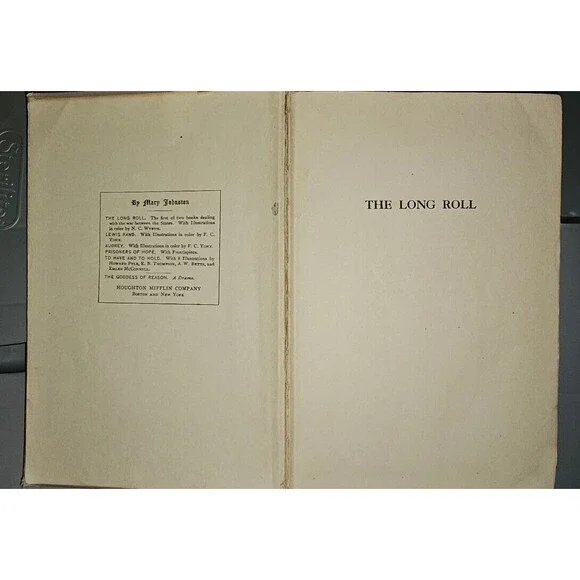 By Mary Johnston
THE LONG ROLL. The first of two books dealing
with the war between the States. With Illustrations
in color by N. C. WYETH.
LEWIS RAND. With Illustrations in color by F. C.
YOHN.
AUDREY. With Illustrations in color by F. C. YOHN.
PRISONERS OF HOPE. With Frontispiece.
TO HAVE AND TO HOLD. With 8 Illustrations by
HOWARD PYLE, E. B. THOMPSON, A. W. BETTS, and
EMLEN MCCONNELL.
THE GODDESS OF REASON. A Drama.
HOUGHTON MIFFLIN COMPANY
BOSTON AND NEW YORK
THE LONG ROLL